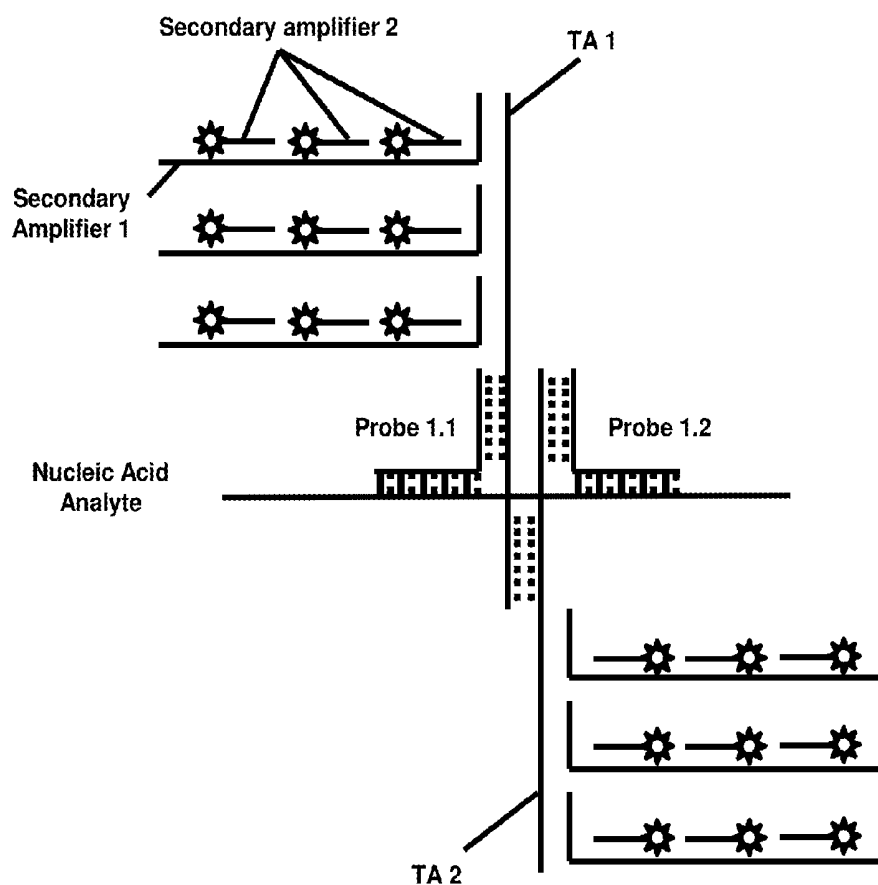 Secondary amplifier 2
TA 1
Secondary
Amplifier 1
Probe 1.1
Probe 1.2
Nucleic Acid
Analyte
TA 2